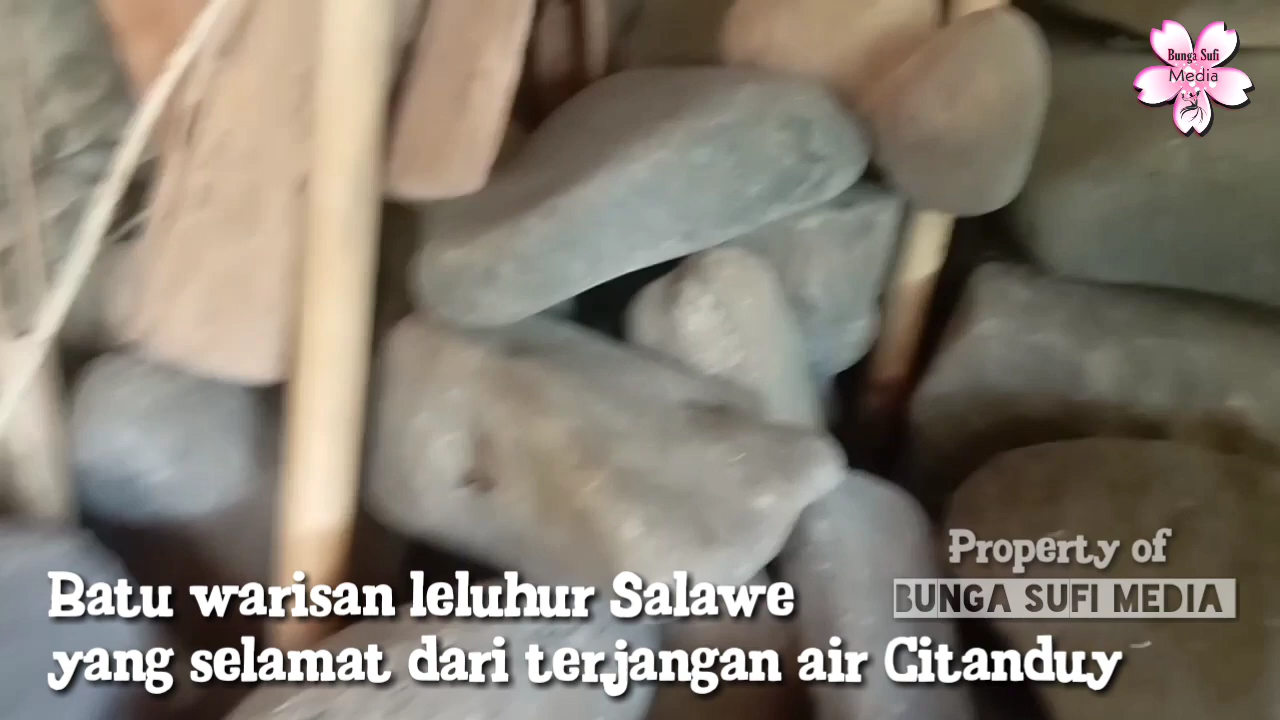 Bunga Sufi
Media
Property of
BUNGA SUFI MEDIA
Batu warisan leluhur Salawe
yang selamat dari terjangan air Citanduy